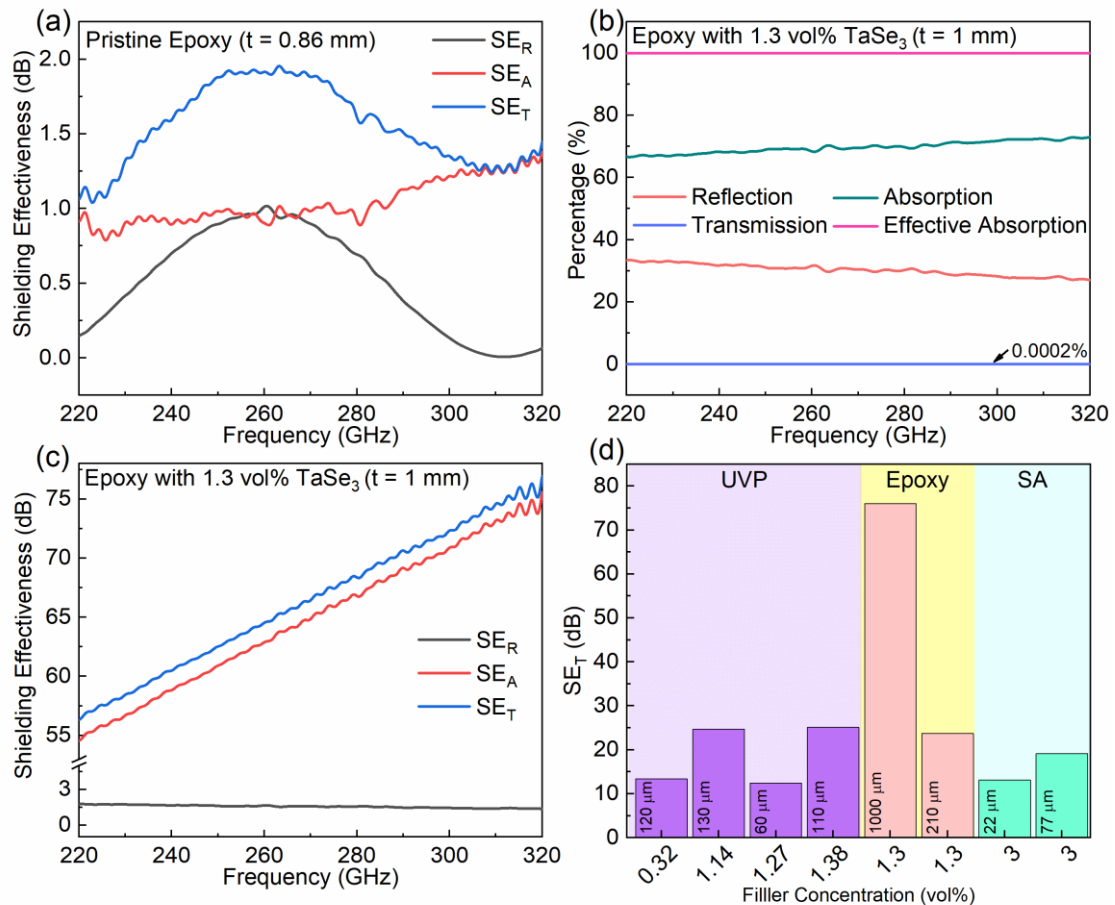 (a)
Pristine Epoxy (t = 0.86 mm)
SE_R
SE_A
SE_T
Shielding Effectiveness (dB)
2.0
1.5
1.0
0.5
0.0
220 240 260 280 300 320
Frequency (GHz)
(b)
Epoxy with 1.3 vol% TaSe₃ (t = 1 mm)
Percentage (%)
100
80
60
40
20
0
Reflection
Absorption
Transmission
Effective Absorption
0.0002%
220 240 260 280 300 320
Frequency (GHz)
(c)
Epoxy with 1.3 vol% TaSe₃ (t = 1 mm)
Shielding Effectiveness (dB)
75
70
65
60
55
3
0
SE_R
SE_A
SE_T
220 240 260 280 300 320
Frequency (GHz)
(d)
UVP Epoxy SA
SE_T (dB)
80
70
60
50
40
30
20
10
0
120 μm 130 μm 60 μm 110 μm 1000 μm 210 μm 22 μm 77 μm
0.32 1.14 1.27 1.38 1.3 1.3 3 3
Filller Concentration (vol%)